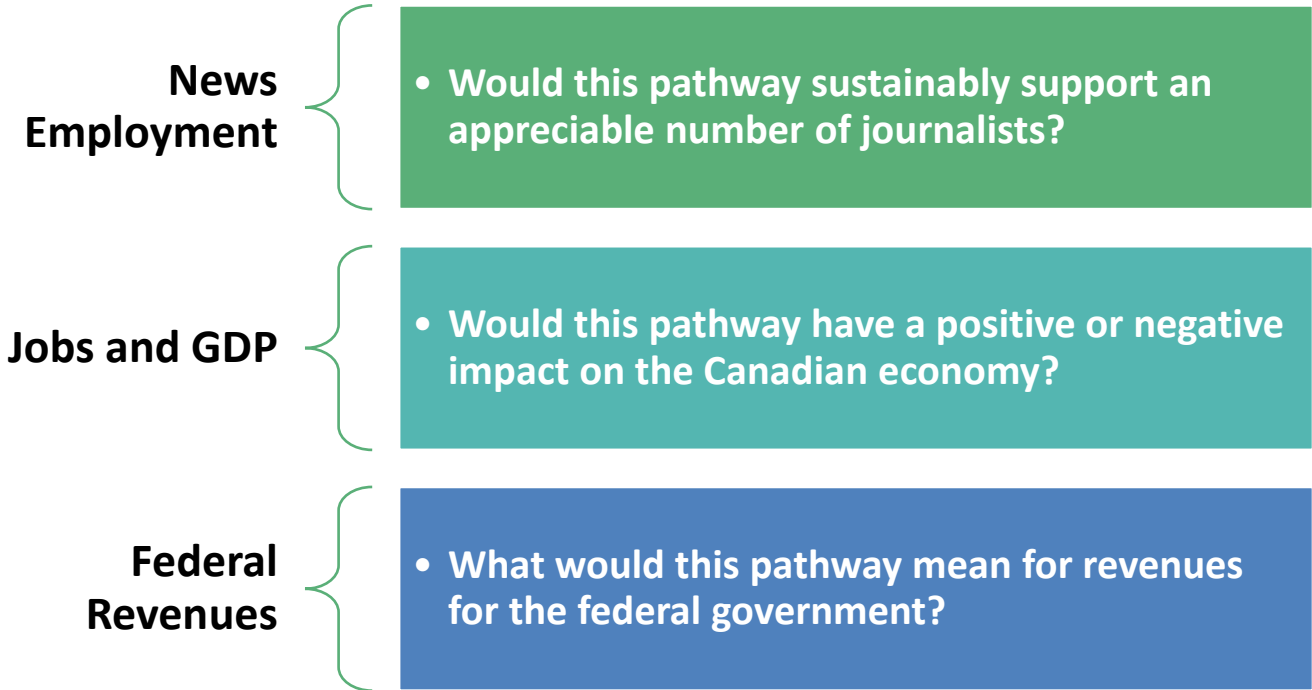 News
Employment
• Would this pathway sustainably support an
appreciable number of journalists?
Jobs and GDP
• Would this pathway have a positive or negative
impact on the Canadian economy?
Federal
Revenues
• What would this pathway mean for revenues
for the federal government?